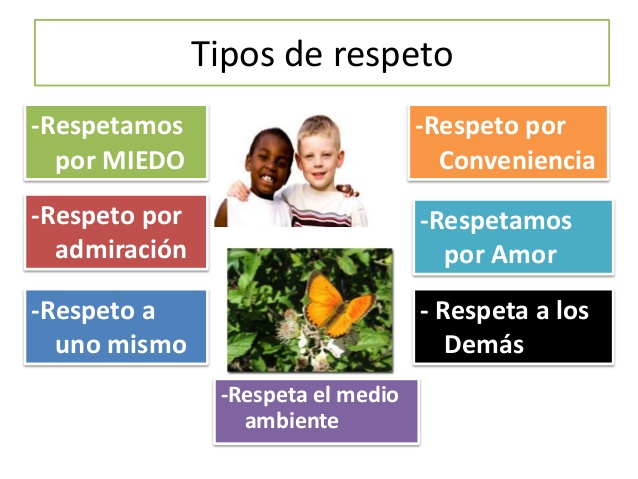 Tipos de respeto
-Respetamos
por MIEDO
-Respeto por
Conveniencia
-Respeto por
admiración
-Respetamos
por Amor
-Respeto a
uno mismo
- Respeta a los
Demás
-Respeta el medio
ambiente